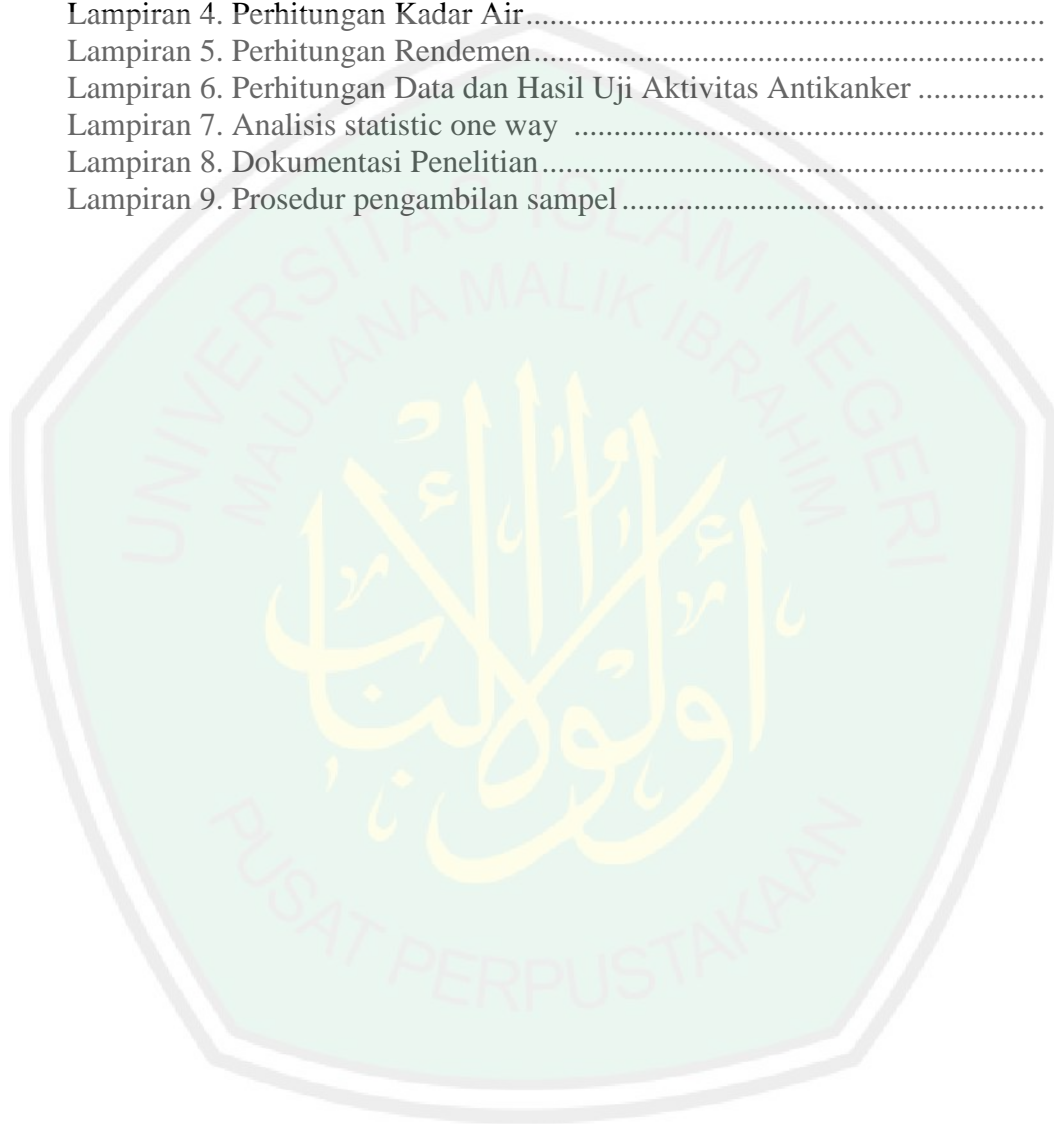 Lampiran 4. Perhitungan Kadar Air.................................................................
Lampiran 5. Perhitungan Rendemen................................................................
Lampiran 6. Perhitungan Data dan Hasil Uji Aktivitas Antikanker ................
Lampiran 7. Analisis statistic one way ...........................................................
Lampiran 8. Dokumentasi Penelitian...............................................................
Lampiran 9. Prosedur pengambilan sampel.....................................................
UNIVERSITAS ISLAM NEGERI
MAULANA MALIK IBRAHIM
أولوا الألباب
PUSAT PERPUSTAKAAN